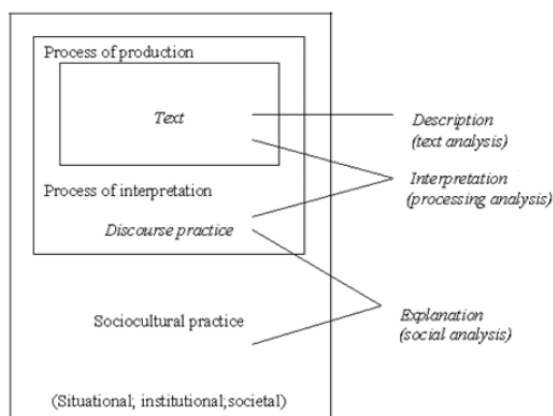 Process of production
Text
Description
(text analysis)
Process of interpretation
Interpretation
(processing analysis)
Discourse practice
Sociocultural practice
Explanation
(social analysis)
(Situational; institutional;societal)